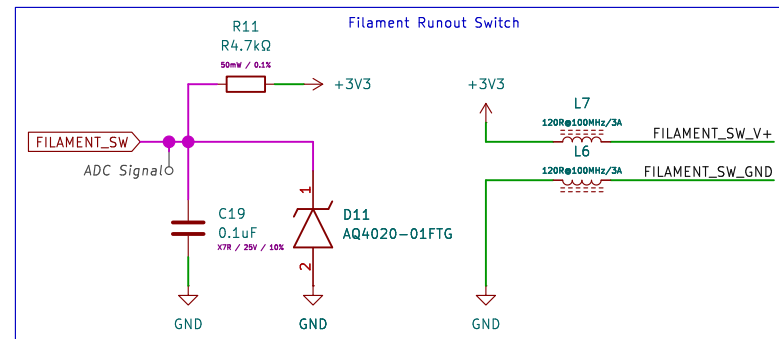 Filament Runout Switch
R11
R4.7kΩ
50mW / 0.1%
+3V3
FILAMENT_SW
ADC Signal
C19
0.1uF
X7R / 25V / 10%
GND
1
D11
AQ4020-01FTG
2
GND
+3V3
L7
120R@100MHz/3A
FILAMENT_SW_V+
L6
120R@100MHz/3A
FILAMENT_SW_GND
GND